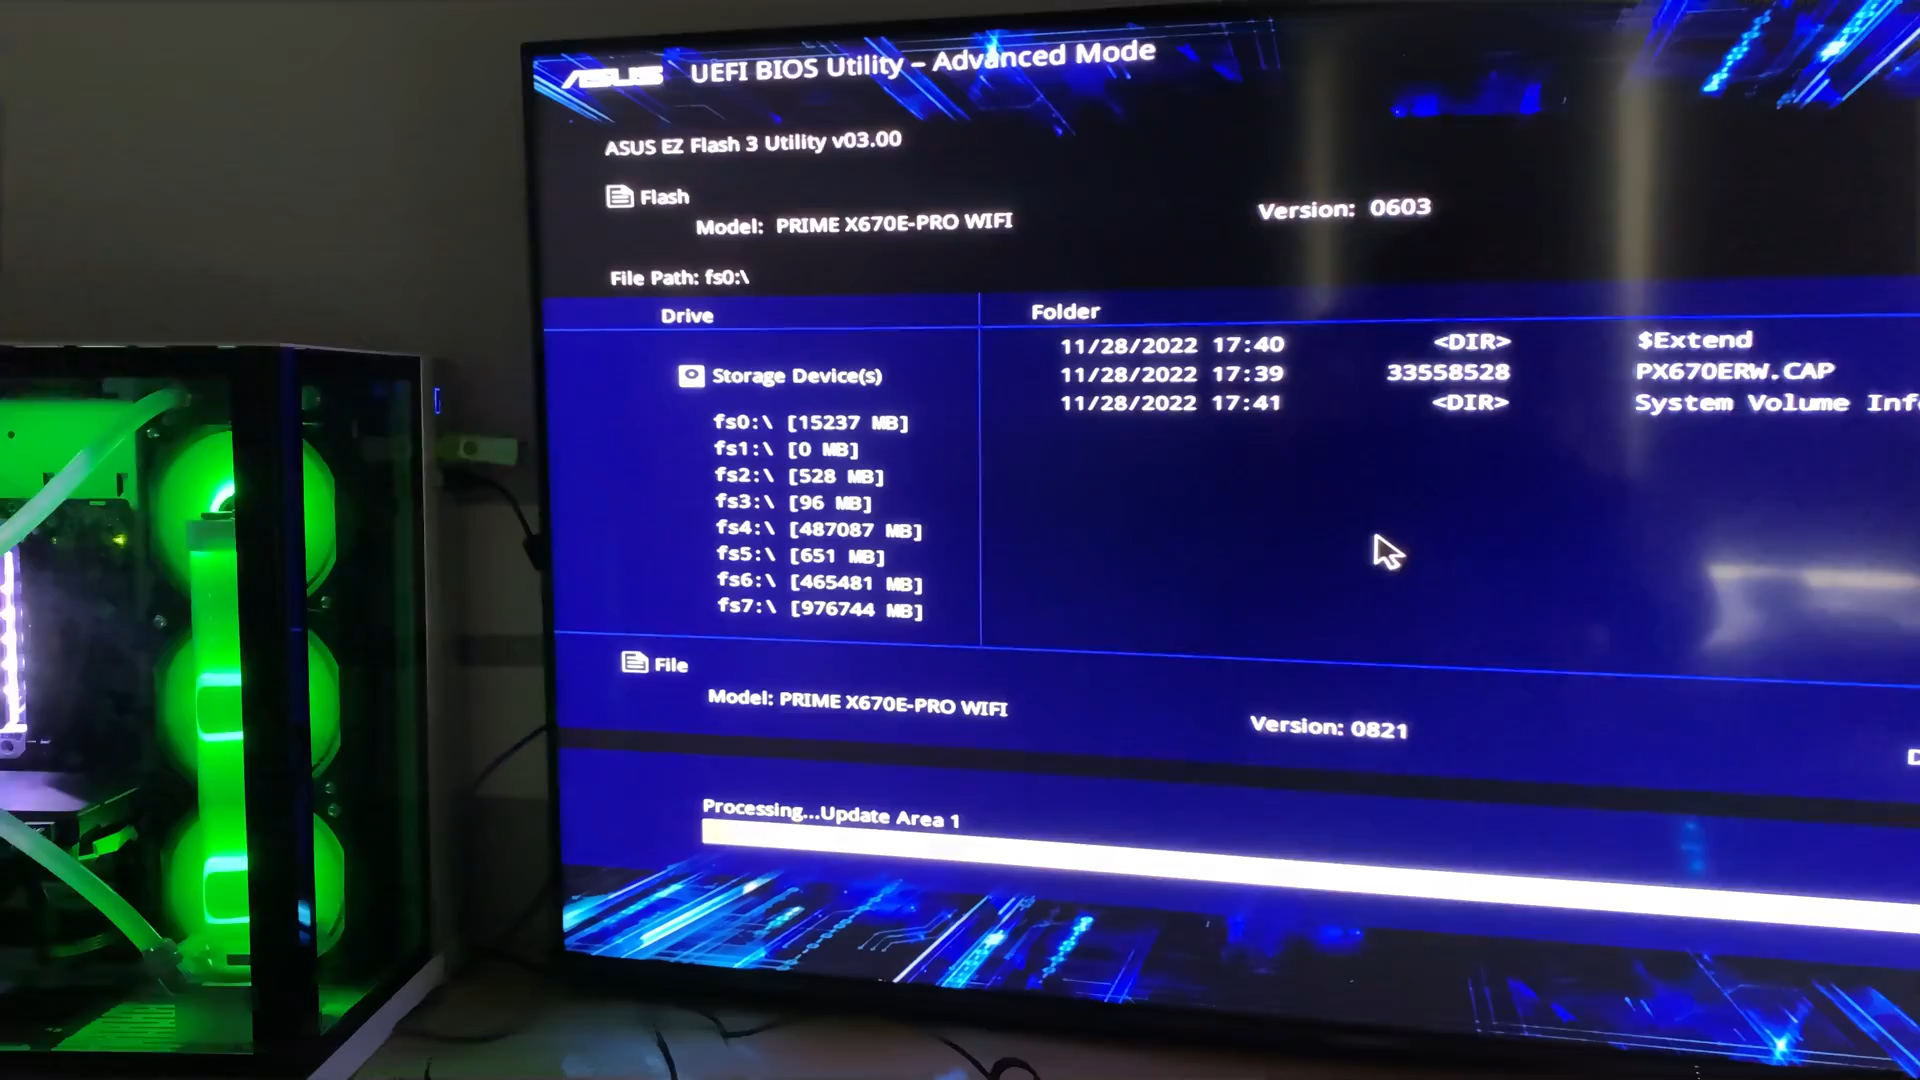 ASUS UEFI BIOS Utility – Advanced Mode
ASUS EZ Flash 3 Utility v03.00
Flash
Model: PRIME X670E-PRO WIFI Version: 0603
File Path: fs0:\
Drive Folder
11/28/2022 17:40 <DIR> $Extend
11/28/2022 17:39 33558528 PX670ERW.CAP
11/28/2022 17:41 <DIR> System Volume Info
Storage Device(s)
fs0:\ [15237 MB]
fs1:\ [0 MB]
fs2:\ [528 MB]
fs3:\ [96 MB]
fs4:\ [487087 MB]
fs5:\ [651 MB]
fs6:\ [465481 MB]
fs7:\ [976744 MB]
File
Model: PRIME X670E-PRO WIFI Version: 0821
Processing...Update Area 1